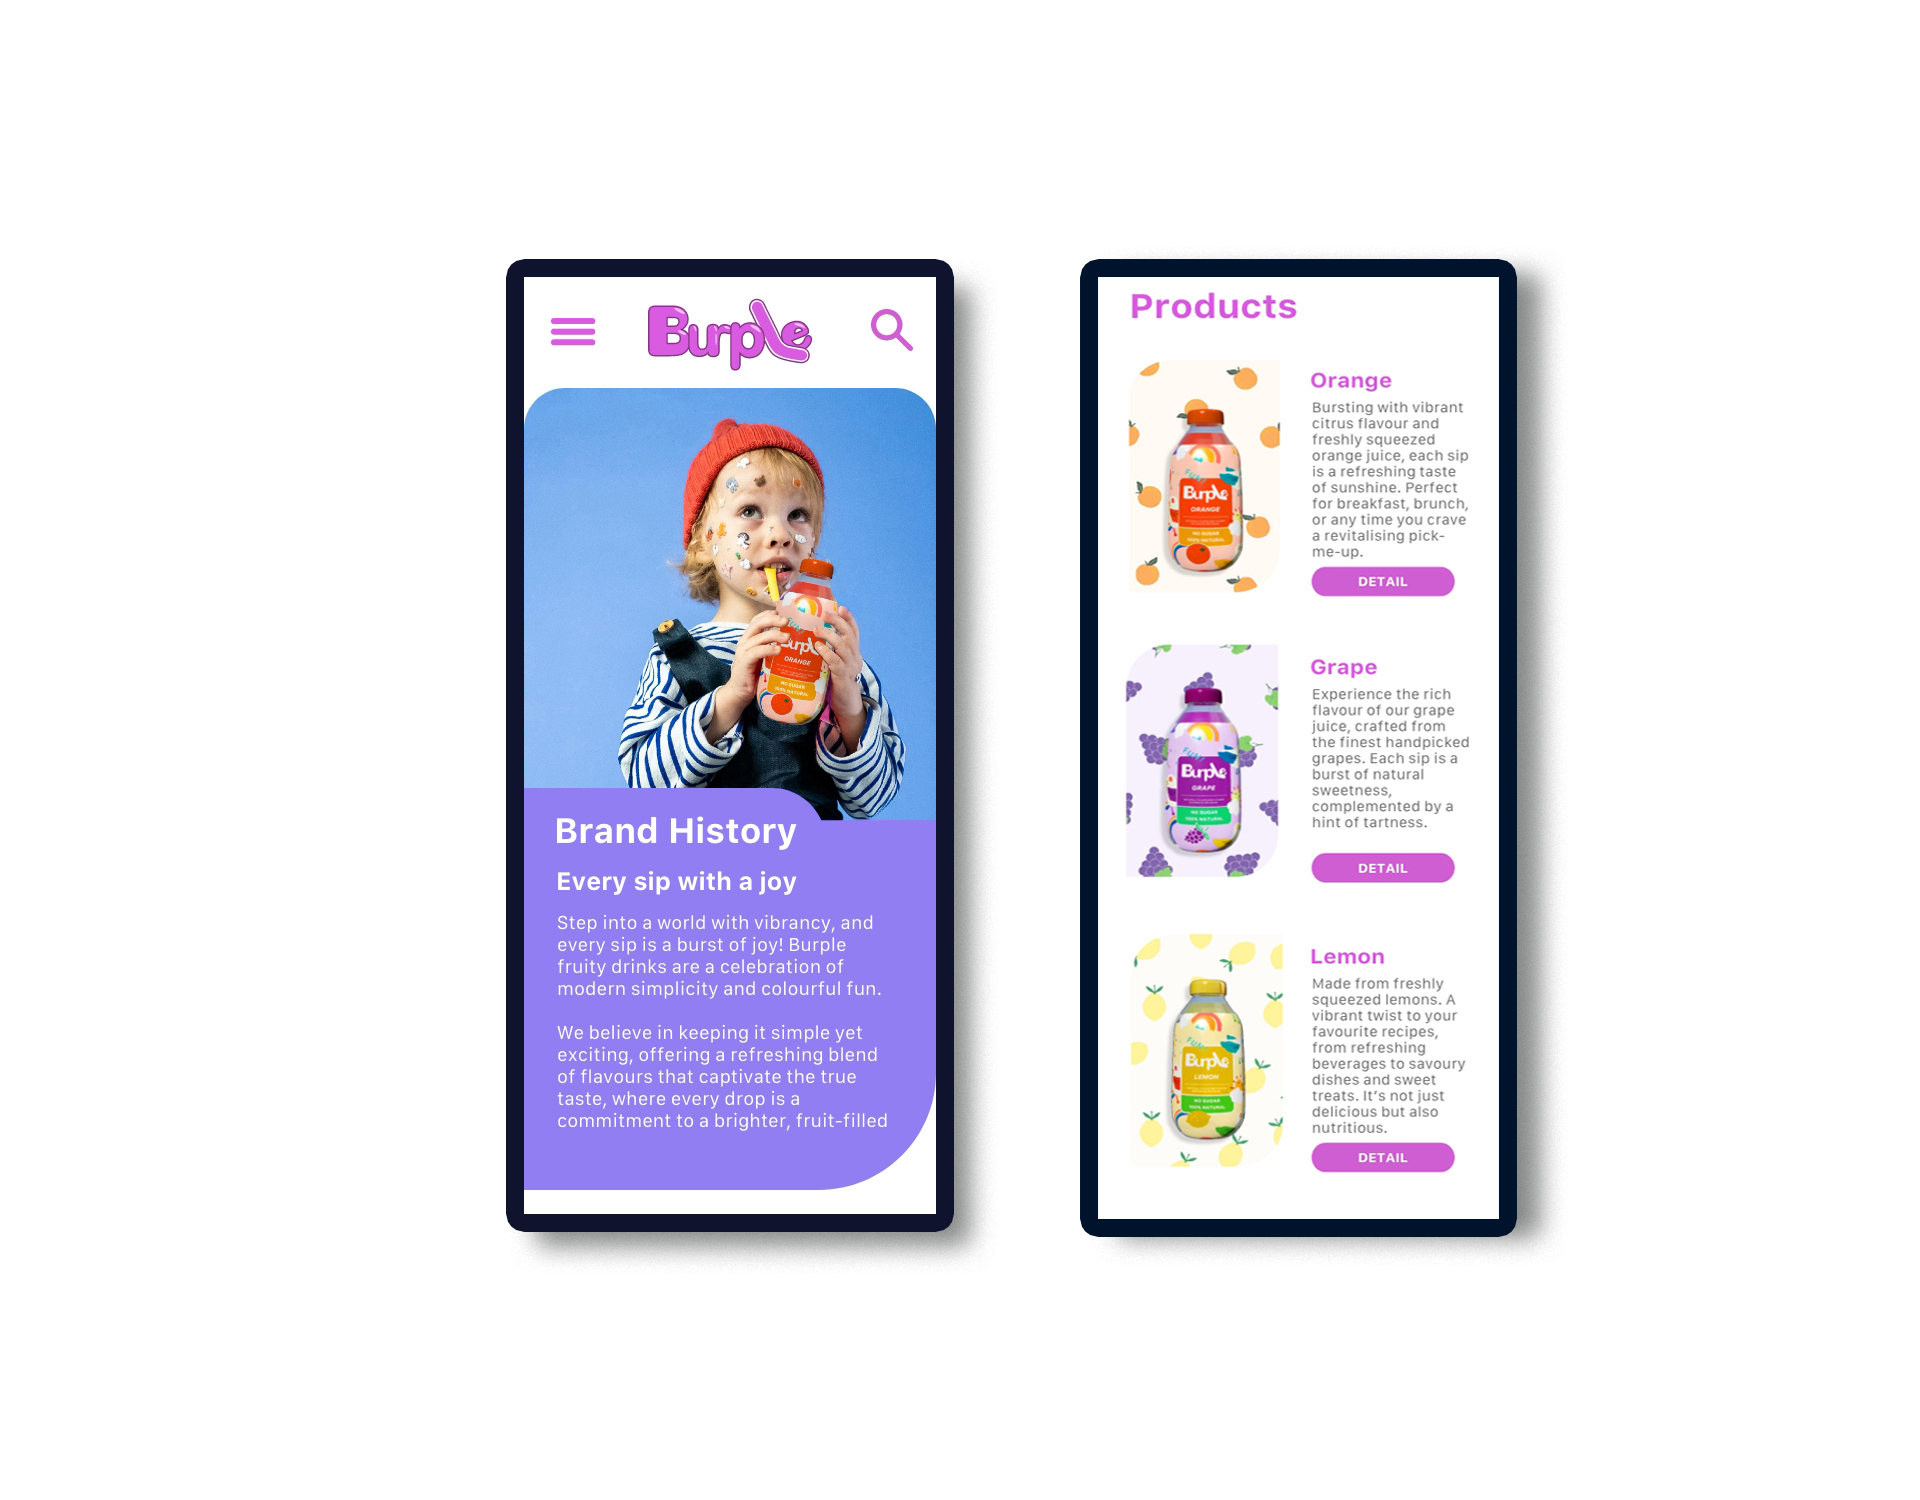 Burple
Brand History
Every sip with a joy
Step into a world with vibrancy, and
every sip is a burst of joy! Burple
fruity drinks are a celebration of
modern simplicity and colourful fun.
We believe in keeping it simple yet
exciting, offering a refreshing blend
of flavours that captivate the true
taste, where every drop is a
commitment to a brighter, fruit-filled
ORANGE
NO SUGAR
100% NATURAL
Products
FUN
Burple
ORANGE
NO SUGAR
100% NATURAL
Orange
Bursting with vibrant
citrus flavour and
freshly squeezed
orange juice, each sip
is a refreshing taste
of sunshine. Perfect
for breakfast, brunch,
or any time you crave
a revitalising pick-
me-up.
DETAIL
FUN
Burple
GRAPE
NO SUGAR
100% NATURAL
Grape
Experience the rich
flavour of our grape
juice, crafted from
the finest handpicked
grapes. Each sip is a
burst of natural
sweetness,
complemented by a
hint of tartness.
DETAIL
FUN
Burple
LEMON
NO SUGAR
100% NATURAL
Lemon
Made from freshly
squeezed lemons. A
vibrant twist to your
favourite recipes,
from refreshing
beverages to savoury
dishes and sweet
treats. It's not just
delicious but also
nutritious.
DETAIL